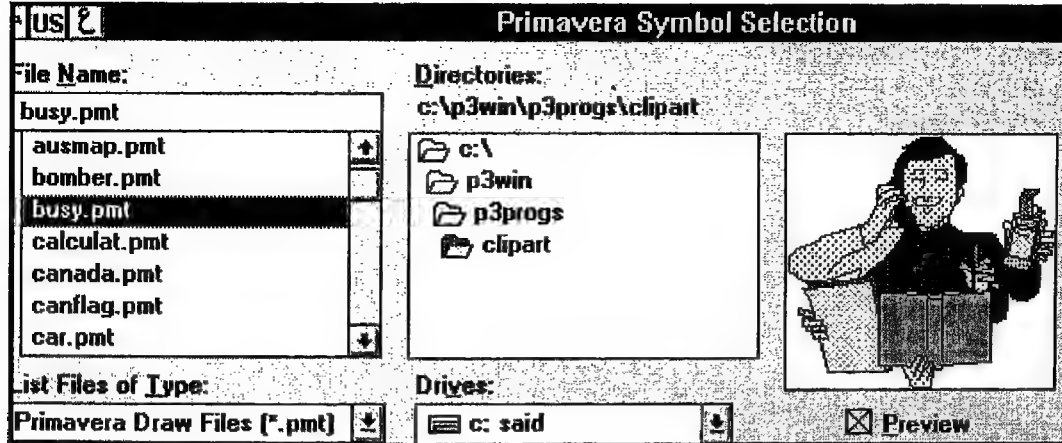 US ع Primavera Symbol Selection
File Name:
busy.pmt
ausmap.pmt
bomber.pmt
busy.pmt
calculat.pmt
canada.pmt
canflag.pmt
car.pmt
List Files of Type:
Primavera Draw Files (*.pmt)
Directories:
c:\p3win\p3progs\clipart
c:\
p3win
p3progs
clipart
Drives:
c: said
Preview